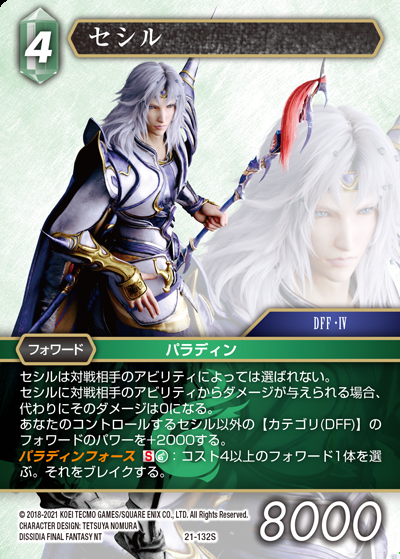 4
セシル
DFF・IV
フォワード
パラディン
セシルは対戦相手のアビリティによっては選ばれない。
セシルに対戦相手のアビリティからダメージが与えられる場合、
代わりにそのダメージは0になる。
あなたのコントロールするセシル以外の【カテゴリ(DFF)】の
フォワードのパワーを+2000する。
パラディンフォース S：コスト4以上のフォワード1体を選
ぶ。それをブレイクする。
© 2018-2021 KOEI TECMO GAMES/SQUARE ENIX CO., LTD. All Rights Reserved.
CHARACTER DESIGN: TETSUYA NOMURA
DISSIDIA FINAL FANTASY NT
21-132S
8000